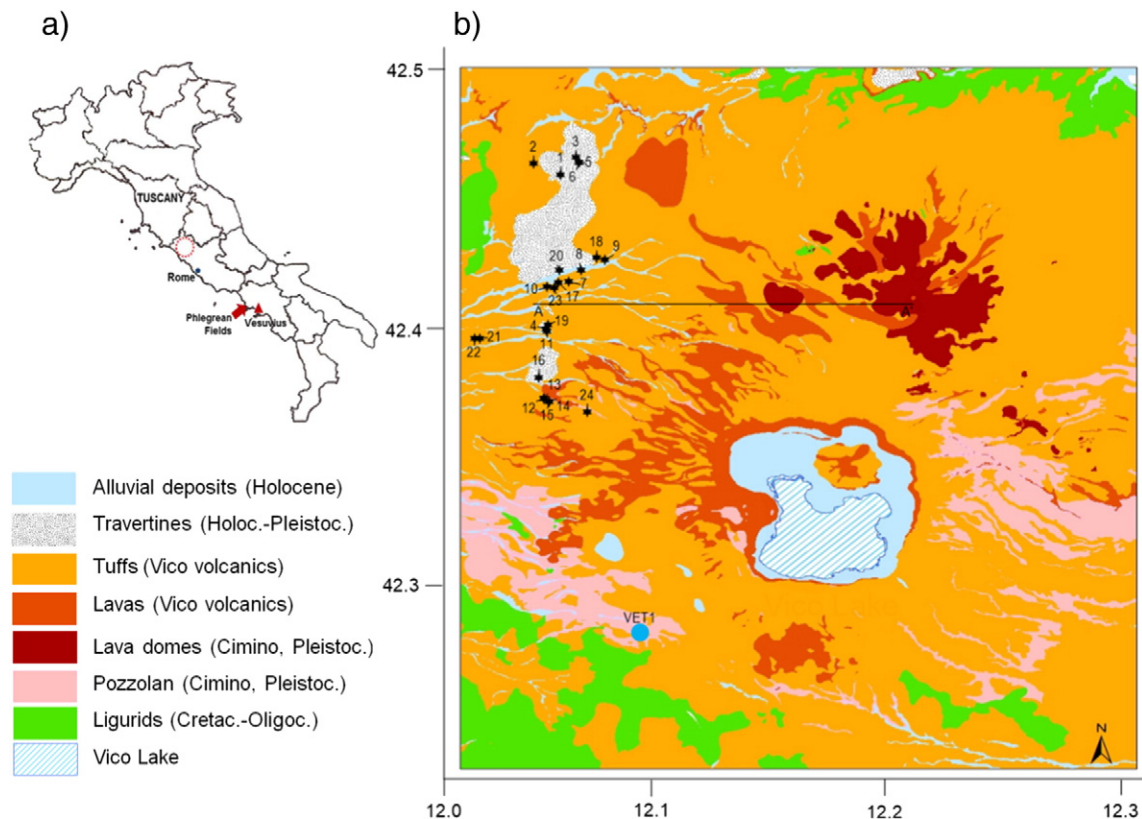 a)
b)
TUSCANY
Rome
Phlegrean
Fields
Vesuvius
42.5
42.4
42.3
12.0
12.1
12.2
12.3
2
1
3
5
6
18
9
20
8
10
7
23
17
A
A'
4
19
11
21
22
16
13
12
15
14
24
VET1
Vico Lake
N
Alluvial deposits (Holocene)
Travertines (Holoc.-Pleistoc.)
Tuffs (Vico volcanics)
Lavas (Vico volcanics)
Lava domes (Cimino, Pleistoc.)
Pozzolan (Cimino, Pleistoc.)
Ligurids (Cretac.-Oligoc.)
Vico Lake